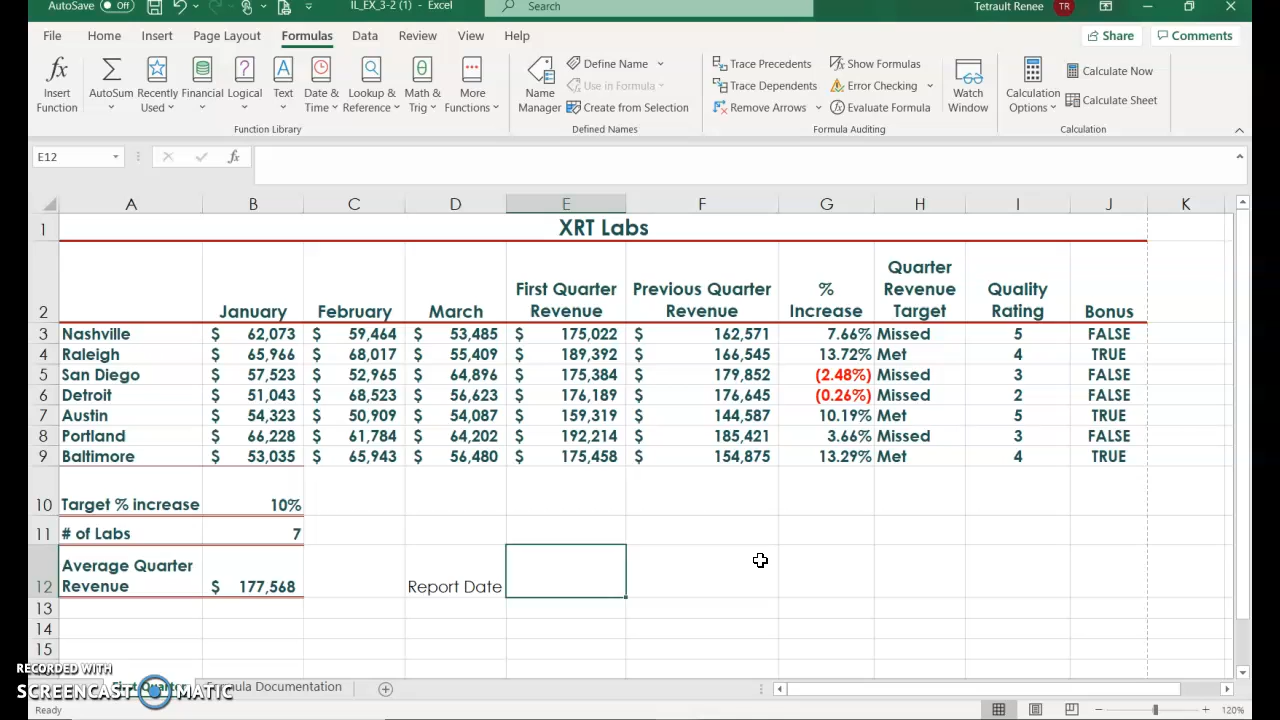 AutoSave Off IL_EX_3-2 (1) - Excel Search Tetrault Renee TR
File Home Insert Page Layout Formulas Data Review View Help Share Comments
fx Insert Function
AutoSum
Recently Used
Financial
Logical
Text
Date & Time
Lookup & Reference
Math & Trig
More Functions
Function Library
Name Manager
Define Name
Use in Formula
Create from Selection
Defined Names
Trace Precedents
Trace Dependents
Remove Arrows
Show Formulas
Error Checking
Evaluate Formula
Watch Window
Formula Auditing
Calculation Options
Calculate Now
Calculate Sheet
Calculation
E12 fx
A B C D E F G H I J K
1 XRT Labs
2 January February March First Quarter Revenue Previous Quarter Revenue % Increase Quarter Revenue Target Quality Rating Bonus
3 Nashville $ 62,073 $ 59,464 $ 53,485 $ 175,022 $ 162,571 7.66% Missed 5 FALSE
4 Raleigh $ 65,966 $ 68,017 $ 55,409 $ 189,392 $ 166,545 13.72% Met 4 TRUE
5 San Diego $ 57,523 $ 52,965 $ 64,896 $ 175,384 $ 179,852 (2.48%) Missed 3 FALSE
6 Detroit $ 51,043 $ 68,523 $ 56,623 $ 176,189 $ 176,645 (0.26%) Missed 2 FALSE
7 Austin $ 54,323 $ 50,909 $ 54,087 $ 159,319 $ 144,587 10.19% Met 5 TRUE
8 Portland $ 66,228 $ 61,784 $ 64,202 $ 192,214 $ 185,421 3.66% Missed 3 FALSE
9 Baltimore $ 53,035 $ 65,943 $ 56,480 $ 175,458 $ 154,875 13.29% Met 4 TRUE
10 Target % increase 10%
11 # of Labs 7
12 Average Quarter Revenue $ 177,568 Report Date
13
14
15
RECORDED WITH
SCREENCAST MATIC
Formula Documentation
Ready 120%